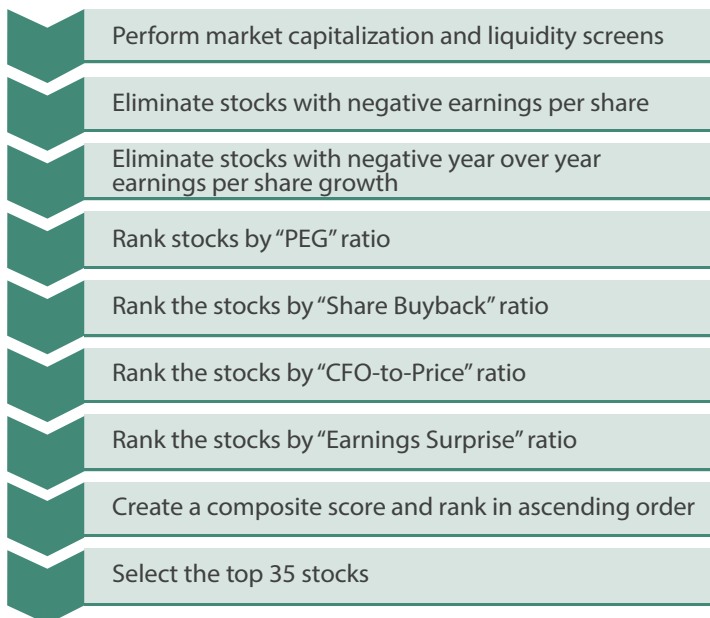 Perform market capitalization and liquidity screens
Eliminate stocks with negative earnings per share
Eliminate stocks with negative year over year
earnings per share growth
Rank stocks by “PEG” ratio
Rank the stocks by “Share Buyback” ratio
Rank the stocks by “CFO-to-Price” ratio
Rank the stocks by “Earnings Surprise” ratio
Create a composite score and rank in ascending order
Select the top 35 stocks